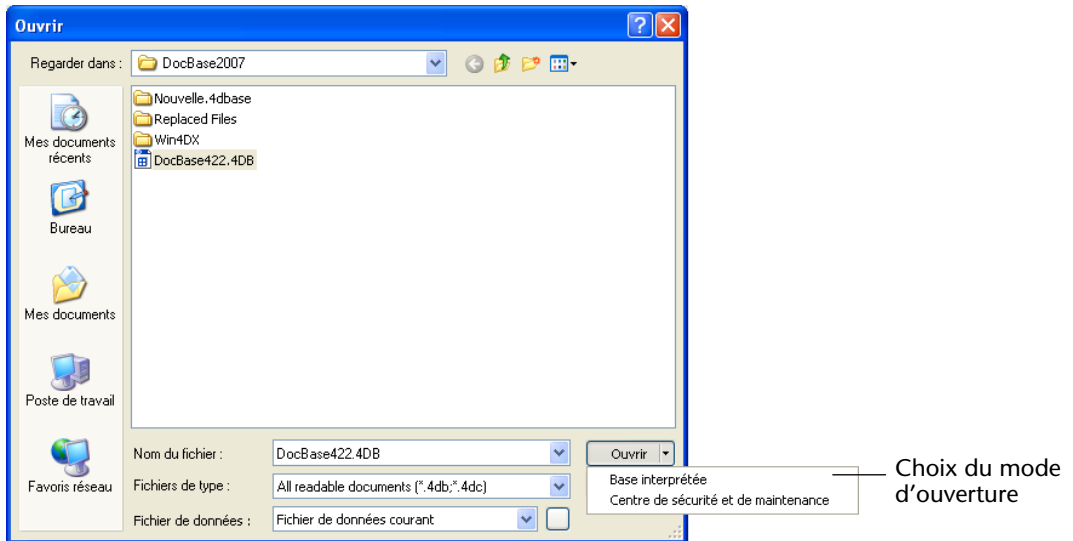 Ouvrir
Regarder dans :
DocBase2007
Nouvelle.4dbase
Replaced Files
Win4DX
DocBase422.4DB
Mes documents
récents
Bureau
Mes documents
Poste de travail
Favoris réseau
Nom du fichier :
DocBase422.4DB
Ouvrir
Fichiers de type :
All readable documents (*.4db;*.4dc)
Fichier de données :
Fichier de données courant
Base interprétée
Centre de sécurité et de maintenance
Choix du mode
d’ouverture